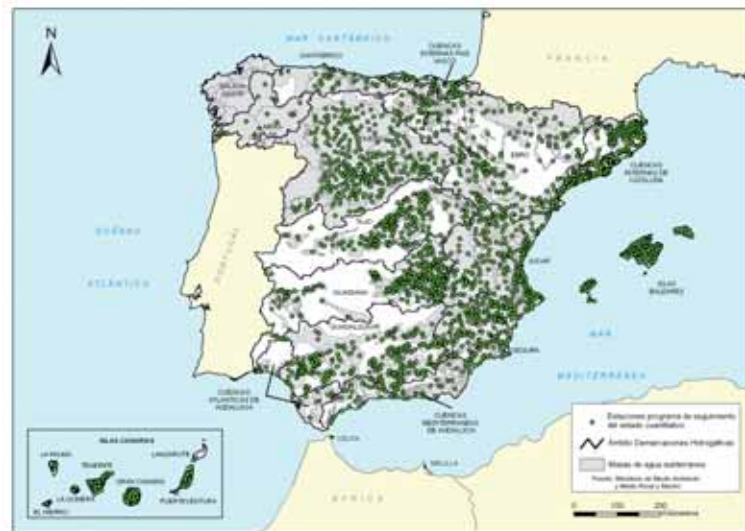 N
MAR CANTÁBRICO
FRANCIA
CANTÁBRICO
CUENCAS
INTERNAS PAÍS
VASCO
GALICIA
COSTA
EBRO
CUENCAS
INTERNAS DE
CATALUÑA
OCÉANO
ATLÁNTICO
PORTUGAL
TAJO
JÚCAR
ISLAS
BALEARES
GUADIANA
GUADALQUIVIR
MAR
MEDITERRÁNEO
SEGURA
CUENCAS
ATLÁNTICAS DE
ANDALUCÍA
CUENCAS
MEDITERRÁNEAS
DE ANDALUCÍA
CEUTA
MELILLA
ÁFRICA
ISLAS CANARIAS
LA PALMA
TENERIFE
LANZAROTE
LA GOMERA
GRAN CANARIA
EL HIERRO
FUERTEVENTURA
Estaciones programa de seguimiento
del estado cuantitativo
Ámbito Demarcaciones Hidrográficas
Masas de agua subterránea
Fuente: Ministerio de Medio Ambiente
y Medio Rural y Marino
0 100 200